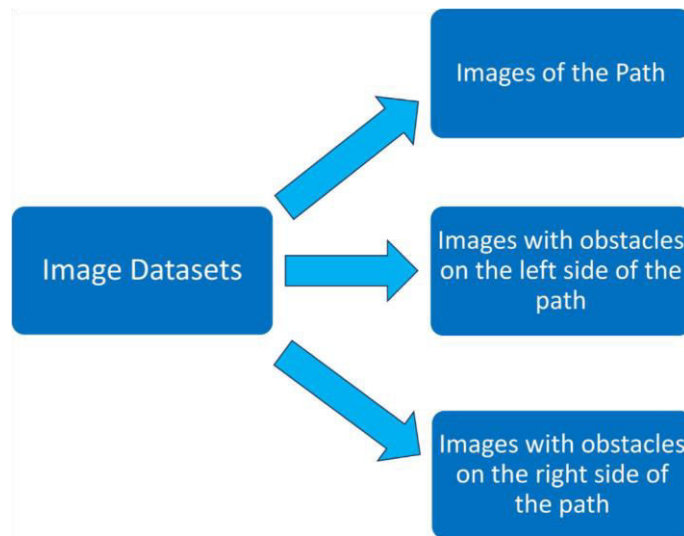 Images of the Path
Image Datasets
Images with obstacles
on the left side of the
path
Images with obstacles
on the right side of
the path